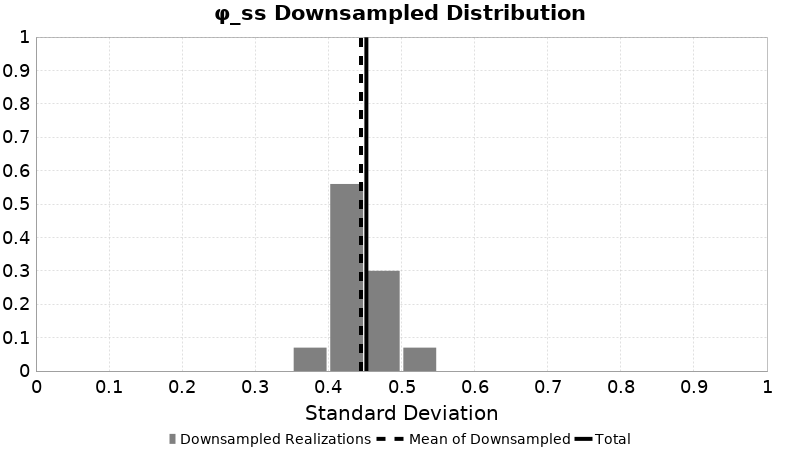 φ_ss Downsampled Distribution
1
0.9
0.8
0.7
0.6
0.5
0.4
0.3
0.2
0.1
0
0 0.1 0.2 0.3 0.4 0.5 0.6 0.7 0.8 0.9 1
Standard Deviation
Downsampled Realizations Mean of Downsampled Total